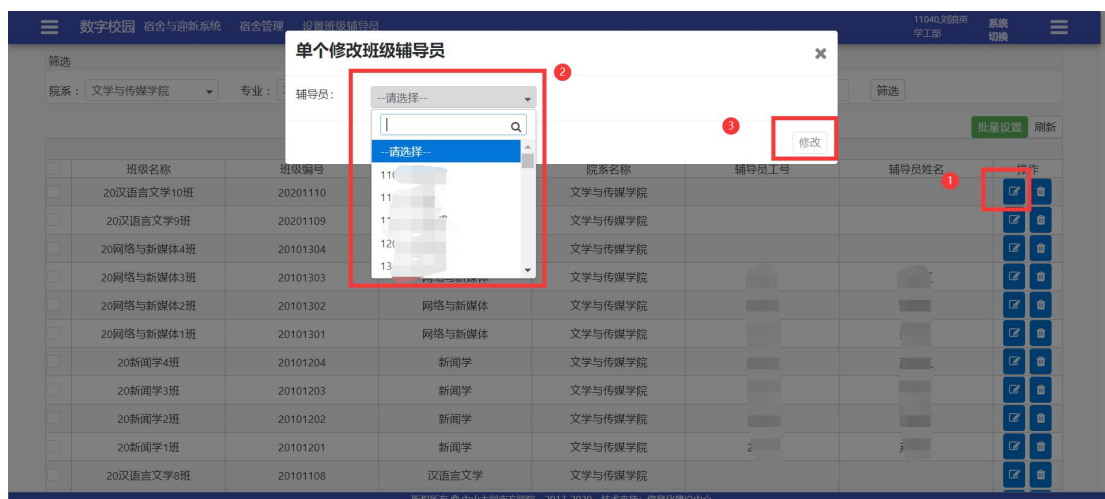 数字校园 宿舍与迎新系统 宿舍管理 设置班级辅导员
系统
切换
学工部
单个修改班级辅导员 ×
筛选
院系： 文学与传媒学院 专业： 筛选
辅导员： --请选择--
2
3
修改
批量设置 刷新
--请选择--
班级名称 班级编号 院系名称 辅导员工号 辅导员姓名 操作
1
20汉语言文学10班 20201110 文学与传媒学院
20汉语言文学9班 20201109 文学与传媒学院
20网络与新媒体4班 20101304 文学与传媒学院
20网络与新媒体3班 20101303 网络与新媒体 文学与传媒学院
20网络与新媒体2班 20101302 网络与新媒体 文学与传媒学院
20网络与新媒体1班 20101301 网络与新媒体 文学与传媒学院
20新闻学4班 20101204 新闻学 文学与传媒学院
20新闻学3班 20101203 新闻学 文学与传媒学院
20新闻学2班 20101202 新闻学 文学与传媒学院
20新闻学1班 20101201 新闻学 文学与传媒学院
20汉语言文学8班 20101108 汉语言文学 文学与传媒学院